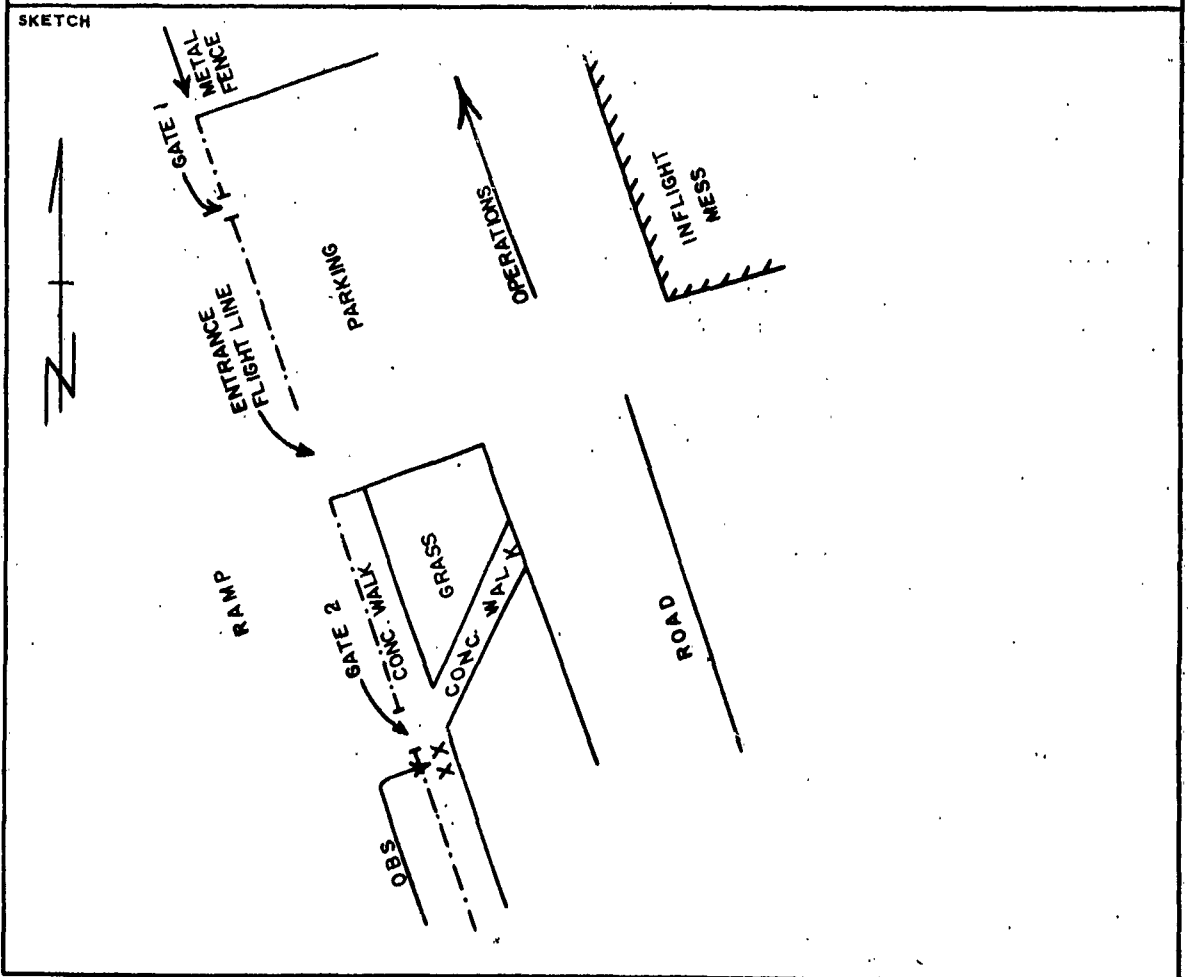 SKETCH
METAL
FENCE
GATE 1
N
ENTRANCE
FLIGHT LINE
PARKING
OPERATIONS
INFLIGHT
MESS
RAMP
GATE 2
CONC. WALK
GRASS
CONC. WALK
ROAD
XX
X
OBS